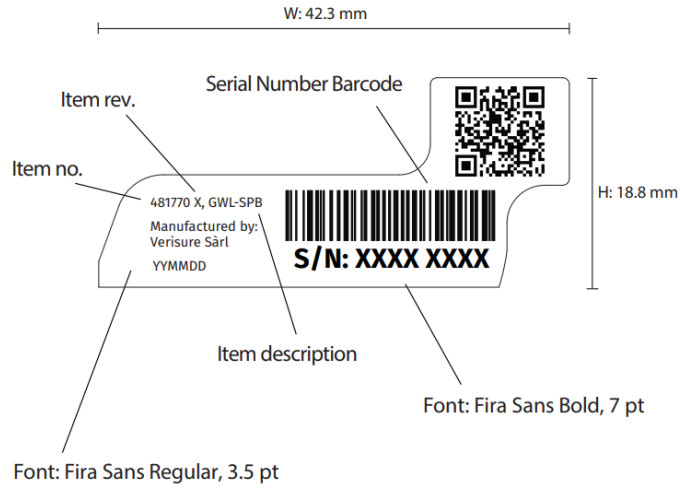 W: 42.3 mm
Serial Number Barcode
Item rev.
Item no.
H: 18.8 mm
481770 X, GWL-SPB
Manufactured by:
Verisure Sàrl
YYMMDD
S/N: XXXX XXXX
Item description
Font: Fira Sans Bold, 7 pt
Font: Fira Sans Regular, 3.5 pt